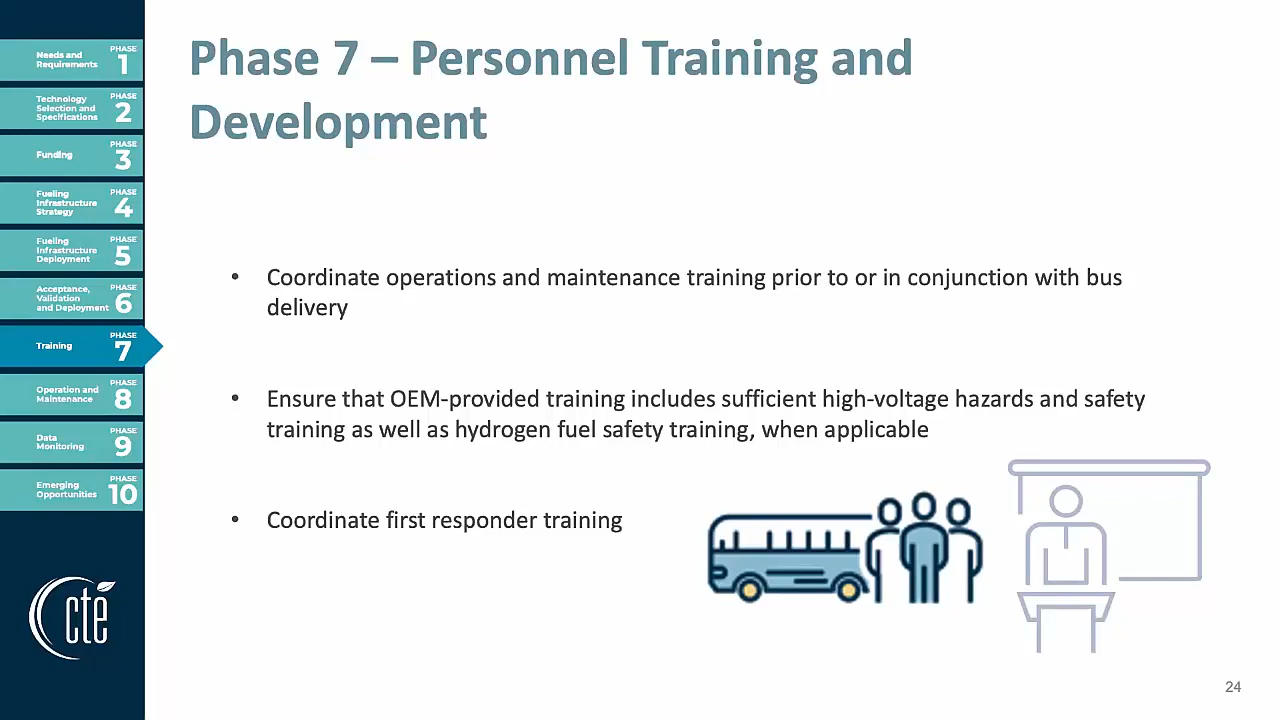 Needs and
Requirements
PHASE
1
Technology
Selection and
Specifications
PHASE
2
Funding
PHASE
3
Fueling
Infrastructure
Strategy
PHASE
4
Fueling
Infrastructure
Deployment
PHASE
5
Acceptance,
Validation
and Deployment
PHASE
6
Training
PHASE
7
Operation and
Maintenance
PHASE
8
Data
Monitoring
PHASE
9
Emerging
Opportunities
PHASE
10
cte
Phase 7 – Personnel Training and
Development
• Coordinate operations and maintenance training prior to or in conjunction with bus
delivery
• Ensure that OEM-provided training includes sufficient high-voltage hazards and safety
training as well as hydrogen fuel safety training, when applicable
• Coordinate first responder training
24